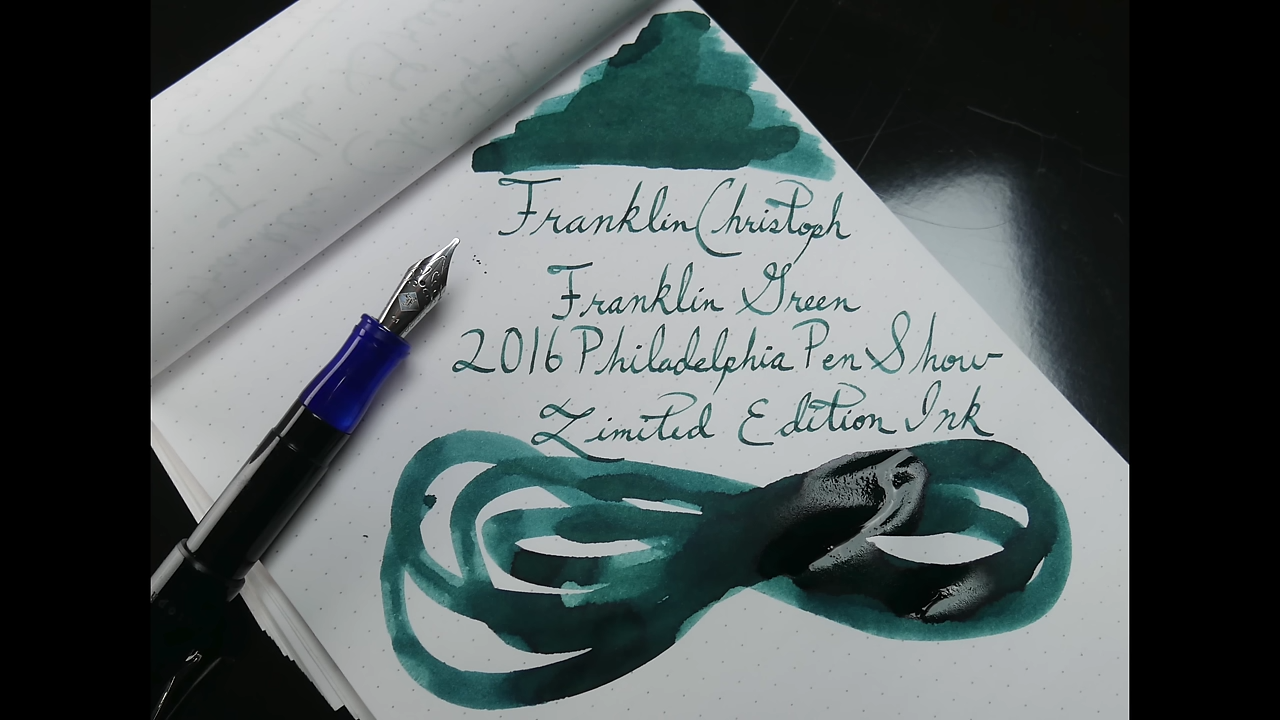 Franklin Christoph
Franklin Green
2016 Philadelphia Pen Show
Limited Edition Ink